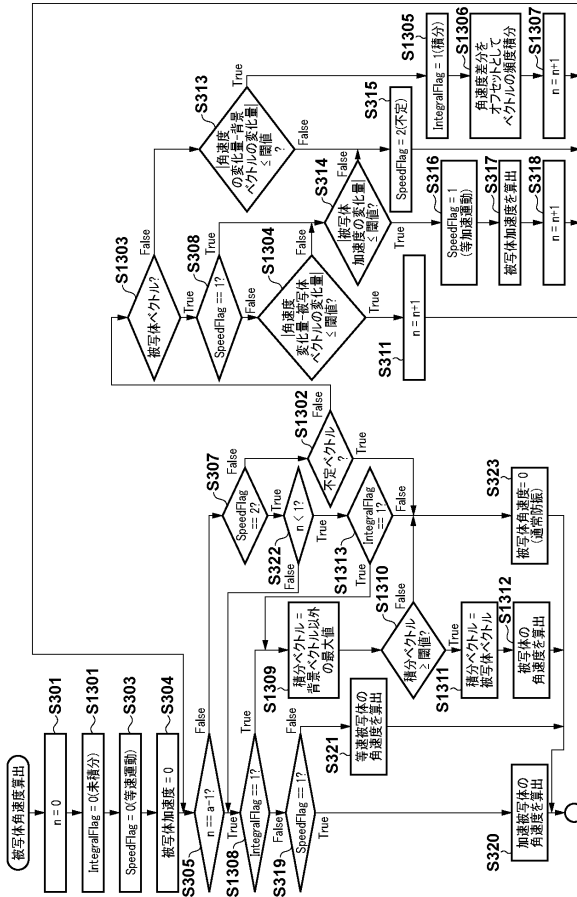 被写体角速度算出
S301
n = 0
S1301
IntegralFlag = 0(未積分)
S303
SpeedFlag = 0(等速運動)
S304
被写体加速度 = 0
S305
n == a-1?
False
True
S1308
IntegralFlag == 1?
True
False
S319
SpeedFlag == 1?
False
True
S320
加速被写体の
角速度を算出
S321
等速被写体の
角速度を算出
S307
SpeedFlag
== 2?
False
True
S322
n < 1?
False
True
S1313
IntegralFlag
== 1?
True
False
S1309
積分ベクトル =
背景ベクトル以外
の最大値
S1310
積分ベクトル
≥ 閾値?
False
True
S1311
積分ベクトル =
被写体ベクトル
S1312
被写体の
角速度を算出
S323
被写体角速度= 0
(通常防振)
S1302
不定ベクトル
?
False
True
S1303
被写体ベクトル?
False
True
S308
SpeedFlag == 1?
True
False
S1304
|角速度
変化量-被写体
ベクトルの変化量|
≤ 閾値?
False
True
S311
n = n+1
S313
|角速度
の変化量-背景
ベクトルの変化量|
≤ 閾値
?
True
False
S314
|被写体
加速度の変化量|
≤ 閾値?
False
True
S315
SpeedFlag = 2(不定)
S316
SpeedFlag = 1
(等加速運動)
S317
被写体加速度を算出
S318
n = n+1
S1305
IntegralFlag = 1(積分)
S1306
角速度差分を
オフセットとして
ベクトルの頻度積分
S1307
n = n+1